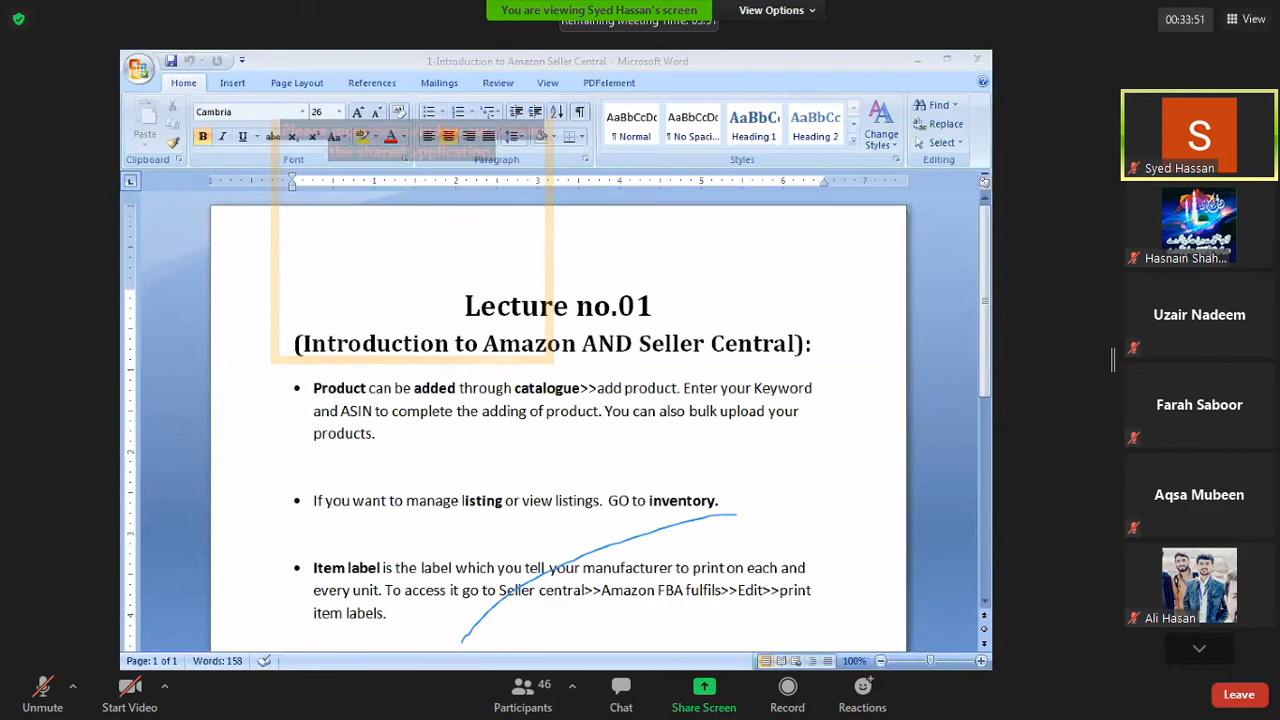 You are viewing Syed Hassan's screen
View Options
00:33:51
View
1-Introduction to Amazon Seller Central - Microsoft Word
Home
Insert
Page Layout
References
Mailings
Review
View
PDFelement
Paste
Clipboard
Cambria
26
Font
the shared application
Paragraph
AaBbCcDc
¶ Normal
AaBbCcDc
¶ No Spaci...
AaBbCc
Heading 1
AaBbCc
Heading 2
Change
Styles
Styles
Find
Replace
Select
Editing
Lecture no.01
(Introduction to Amazon AND Seller Central):
• Product can be added through catalogue>>add product. Enter your Keyword
and ASIN to complete the adding of product. You can also bulk upload your
products.
• If you want to manage listing or view listings. GO to inventory.
• Item label is the label which you tell your manufacturer to print on each and
every unit. To access it go to Seller central>>Amazon FBA fulfils>>Edit>>print
item labels.
Page: 1 of 1
Words: 158
100%
S
Syed Hassan
Hasnain Shah...
Uzair Nadeem
Farah Saboor
Aqsa Mubeen
Ali Hasan
Unmute
Start Video
46
Participants
Chat
Share Screen
Record
Reactions
Leave